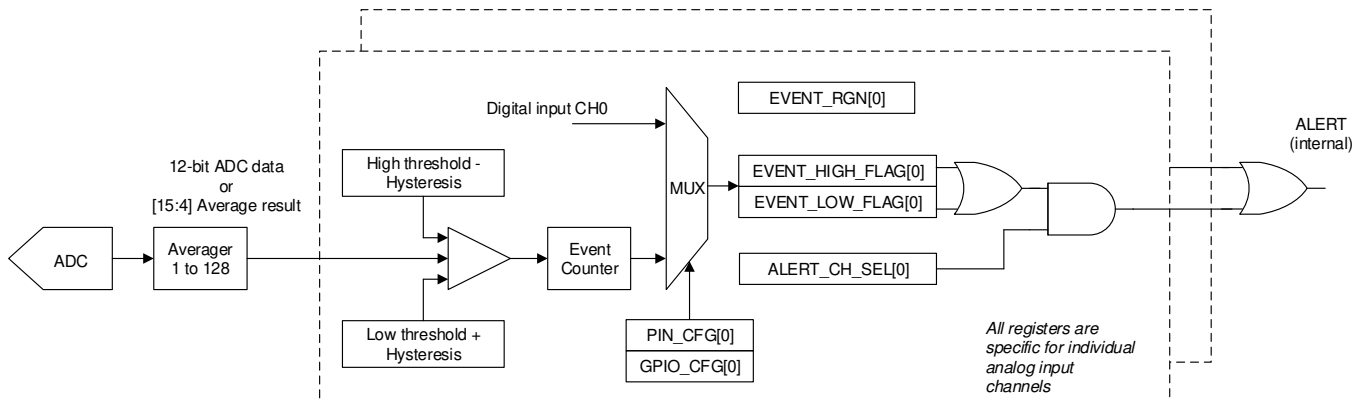 EVENT_RGN[0]
Digital input CH0
ALERT
(internal)
12-bit ADC data
or
[15:4] Average result
High threshold -
Hysteresis
MUX
EVENT_HIGH_FLAG[0]
EVENT_LOW_FLAG[0]
ADC
Averager
1 to 128
Event
Counter
ALERT_CH_SEL[0]
Low threshold +
Hysteresis
PIN_CFG[0]
GPIO_CFG[0]
All registers are
specific for individual
analog input
channels